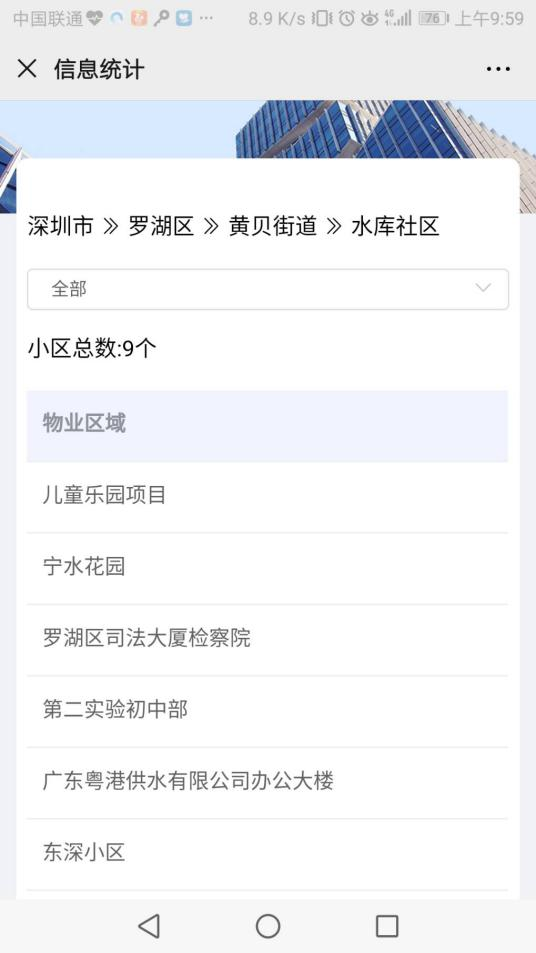 中国联通 8.9 K/s 4G 76 上午9:59
信息统计
深圳市 》 罗湖区 》 黄贝街道 》 水库社区
全部
小区总数:9个
物业区域
儿童乐园项目
宁水花园
罗湖区司法大厦检察院
第二实验初中部
广东粤港供水有限公司办公大楼
东深小区